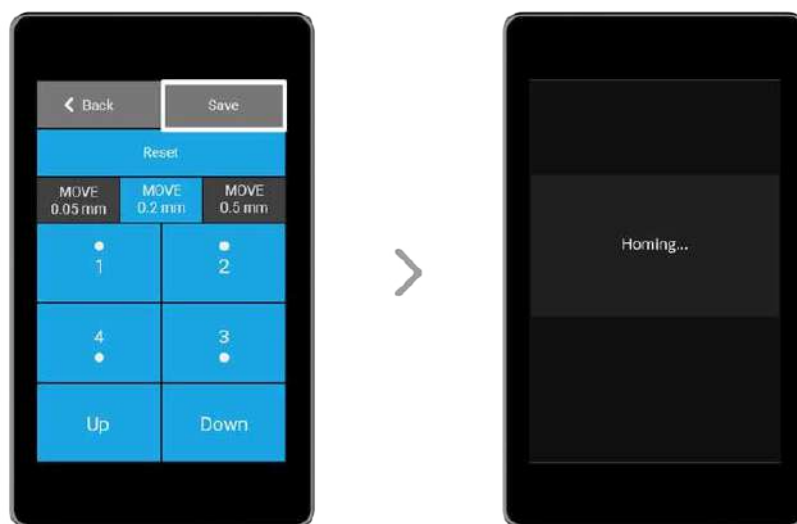 Back
Save
Reset
MOVE
0.05 mm
MOVE
0.2 mm
MOVE
0.5 mm
1
2
4
3
Up
Down
Homing...